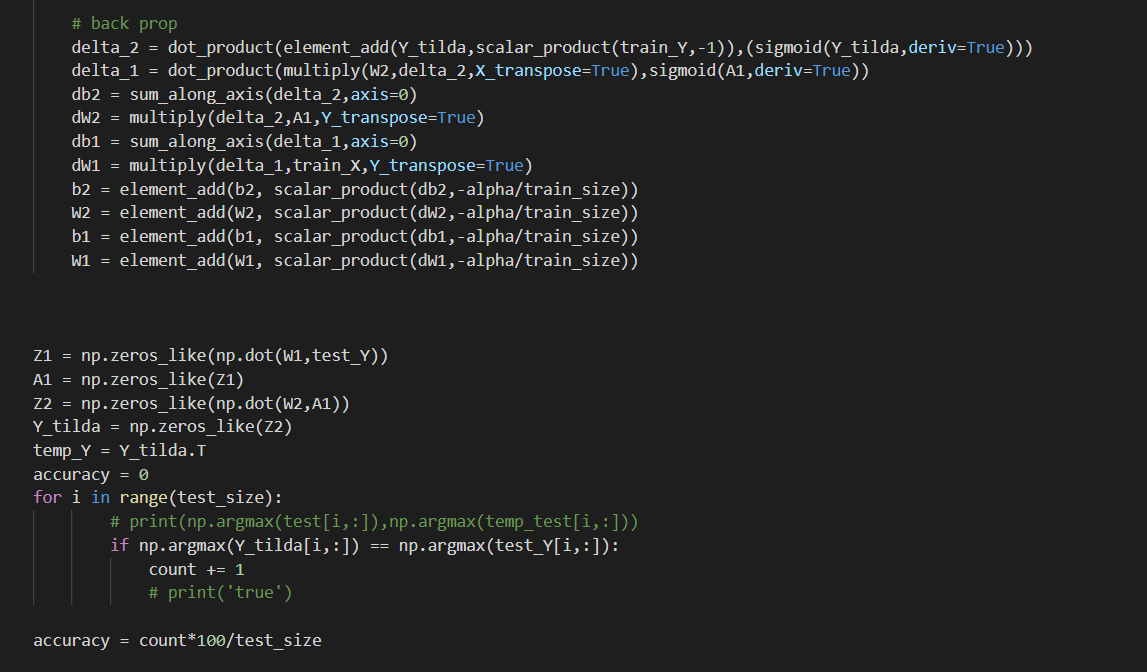 # back prop
delta_2 = dot_product(element_add(Y_tilda,scalar_product(train_Y,-1)),(sigmoid(Y_tilda,deriv=True)))
delta_1 = dot_product(multiply(W2,delta_2,X_transpose=True),sigmoid(A1,deriv=True))
db2 = sum_along_axis(delta_2,axis=0)
dW2 = multiply(delta_2,A1,Y_transpose=True)
db1 = sum_along_axis(delta_1,axis=0)
dW1 = multiply(delta_1,train_X,Y_transpose=True)
b2 = element_add(b2, scalar_product(db2,-alpha/train_size))
W2 = element_add(W2, scalar_product(dW2,-alpha/train_size))
b1 = element_add(b1, scalar_product(db1,-alpha/train_size))
W1 = element_add(W1, scalar_product(dW1,-alpha/train_size))
Z1 = np.zeros_like(np.dot(W1,test_Y))
A1 = np.zeros_like(Z1)
Z2 = np.zeros_like(np.dot(W2,A1))
Y_tilda = np.zeros_like(Z2)
temp_Y = Y_tilda.T
accuracy = 0
for i in range(test_size):
# print(np.argmax(test[i,:]),np.argmax(temp_test[i,:]))
if np.argmax(Y_tilda[i,:]) == np.argmax(test_Y[i,:]):
count += 1
# print('true')
accuracy = count*100/test_size